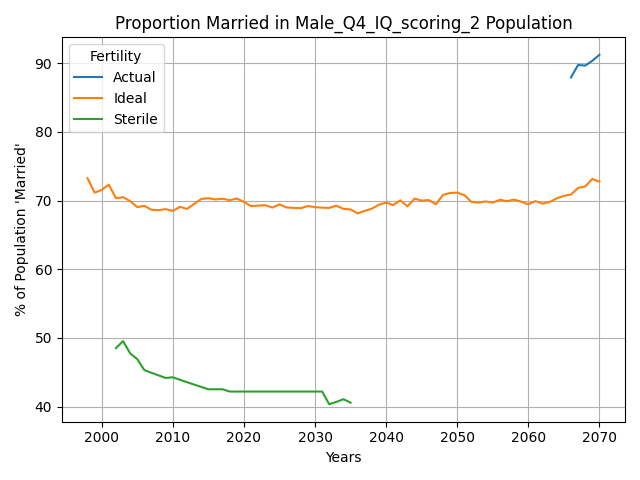 Proportion Married in Male_Q4_IQ_scoring_2 Population
Fertility
Actual
Ideal
Sterile
% of Population 'Married'
90
80
70
60
50
40
2000 2010 2020 2030 2040 2050 2060 2070
Years